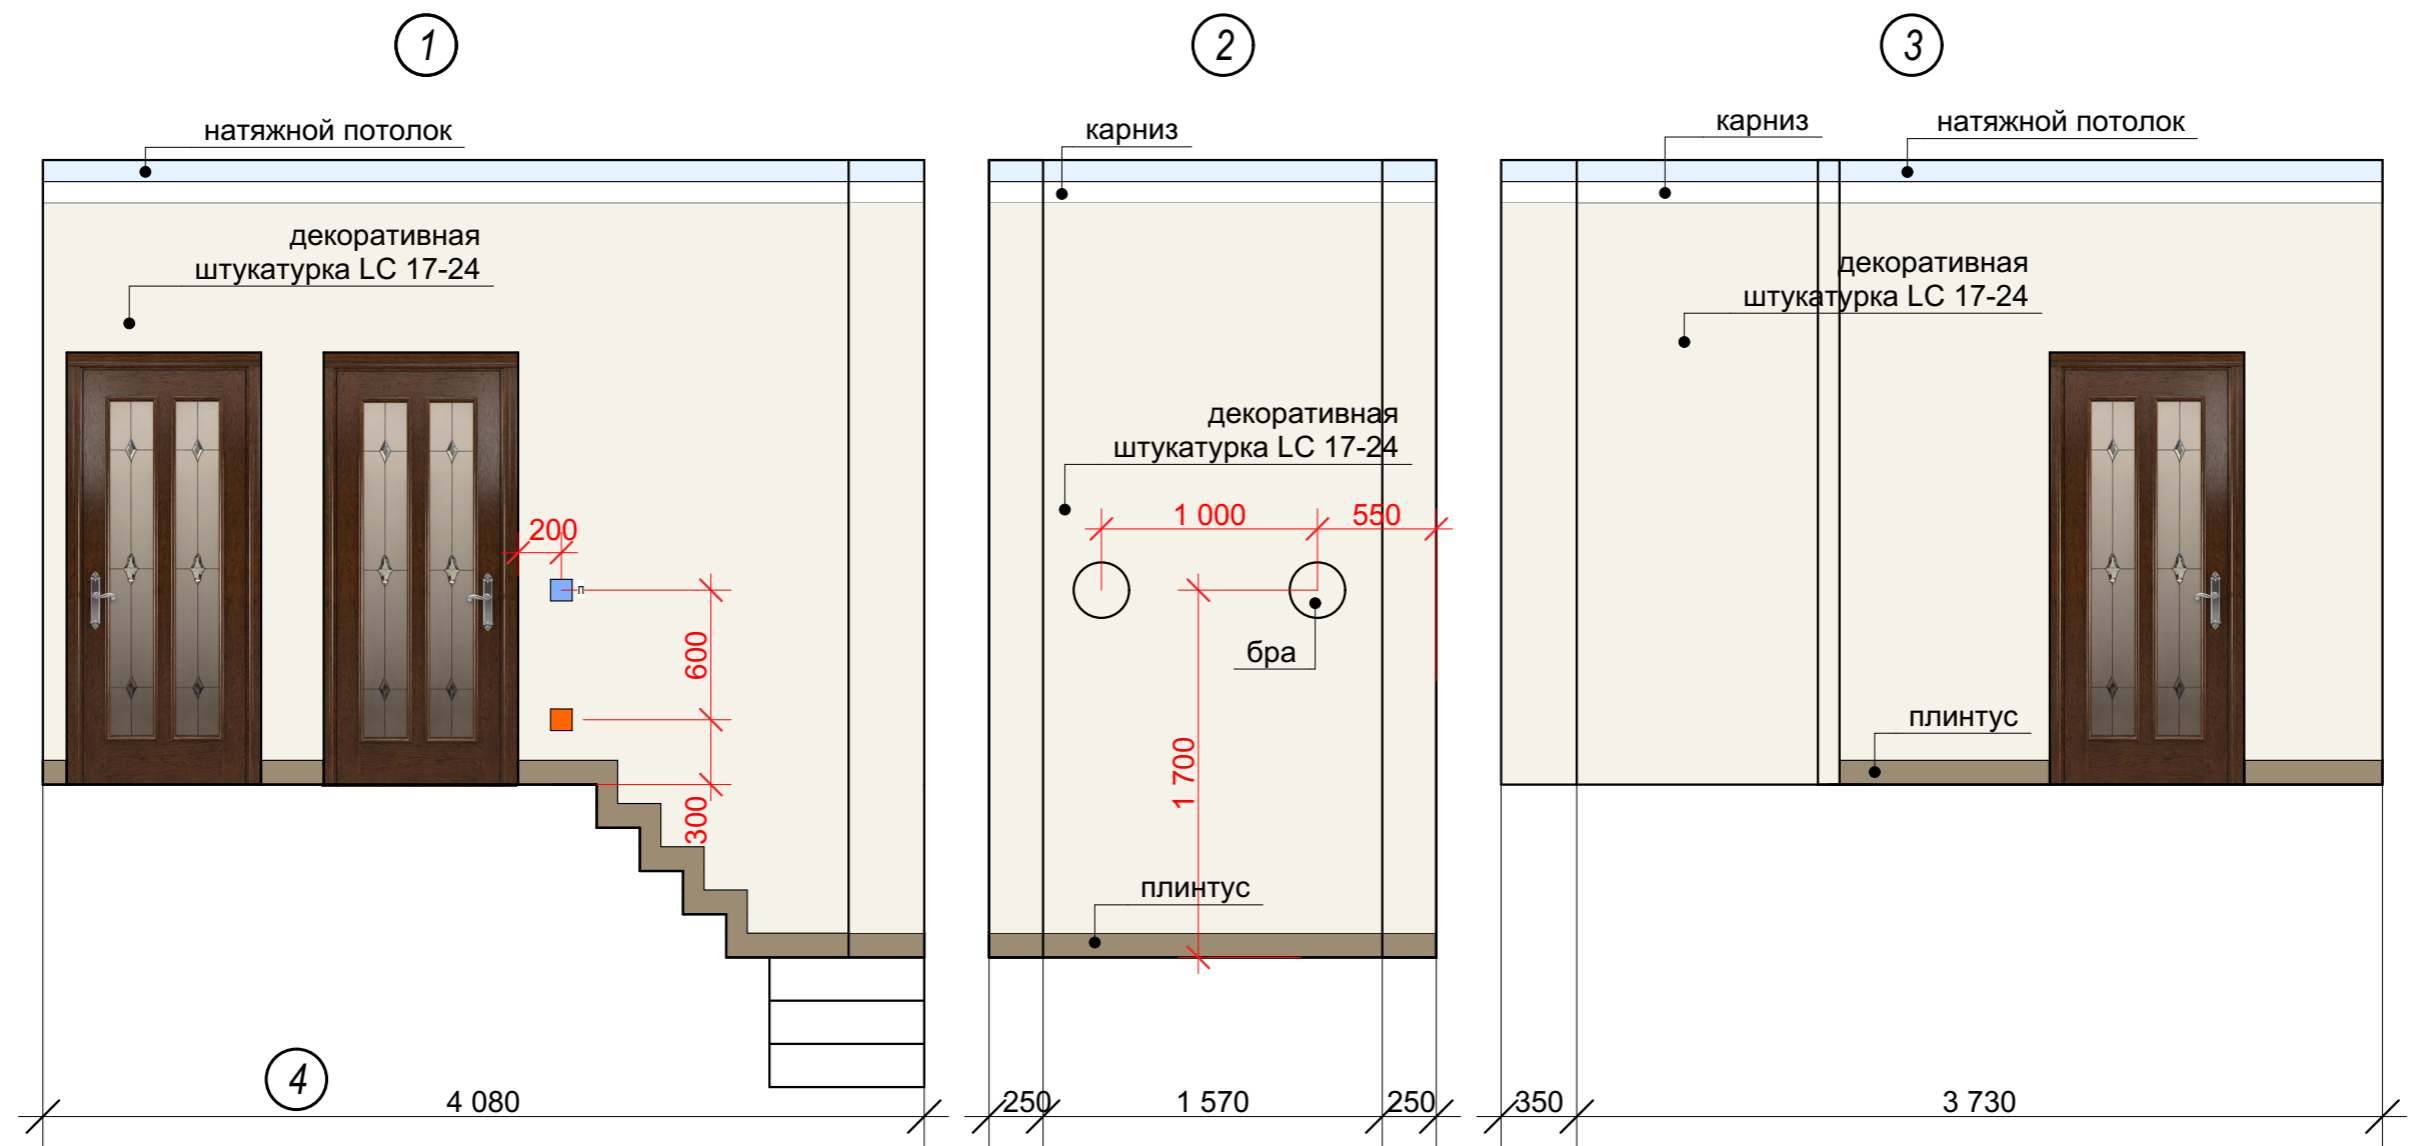 1
2
3
натяжной потолок
карниз
карниз
натяжной потолок
декоративная
штукатурка LC 17-24
декоративная
штукатурка LC 17-24
декоративная
штукатурка LC 17-24
200
п
600
300
1 000
550
бра
1 700
плинтус
плинтус
4
4 080
250
1 570
250
350
3 730